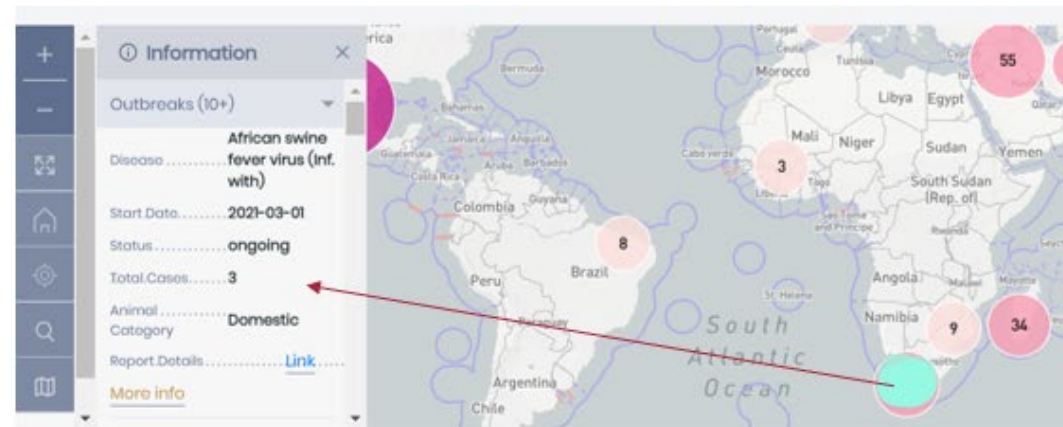 Information
Outbreaks (10+)
Disease
African swine
fever virus (Inf.
with)
Start Date
2021-03-01
Status
ongoing
Total Cases
3
Animal
Category
Domestic
Report Details
Link
More info
rica
Bermuda
Bahamas
Jamaica
Anguilla
Guatemala
Aruba
Barbados
Costa Rica
Guyana
Colombia
Peru
Brazil
8
Paraguay
Argentina
Chile
South
Atlantic
Ocean
St. Helena
Portugal
Ceuta
Morocco
Tunisia
55
Libya
Egypt
Qatar
Cabo verde
Mali
Niger
Sudan
Yemen
3
Togo
South Sudan
(Rep. of)
Sao Tome
and Principe
Rwanda
Angola
Malawi
Mayotte
Namibia
9
34